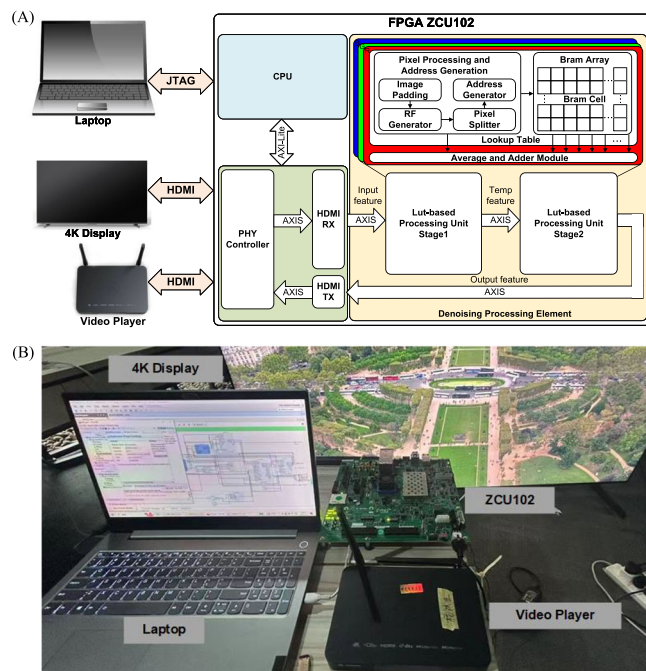 (A)
FPGA ZCU102
Laptop
JTAG
CPU
AXI-Lite
Pixel Processing and
Address Generation
Image
Padding
Address
Generator
RF
Generator
Pixel
Splitter
Bram Array
Bram Cell
Lookup Table
...
Average and Adder Module
4K Display
HDMI
Video Player
HDMI
PHY
Controller
AXIS
HDMI
RX
Input
feature
AXIS
Lut-based
Processing Unit
Stage1
Temp
feature
AXIS
Lut-based
Processing Unit
Stage2
Output feature
AXIS
HDMI
TX
AXIS
Denoising Processing Element
(B)
4K Display
ZCU102
Laptop
Video Player